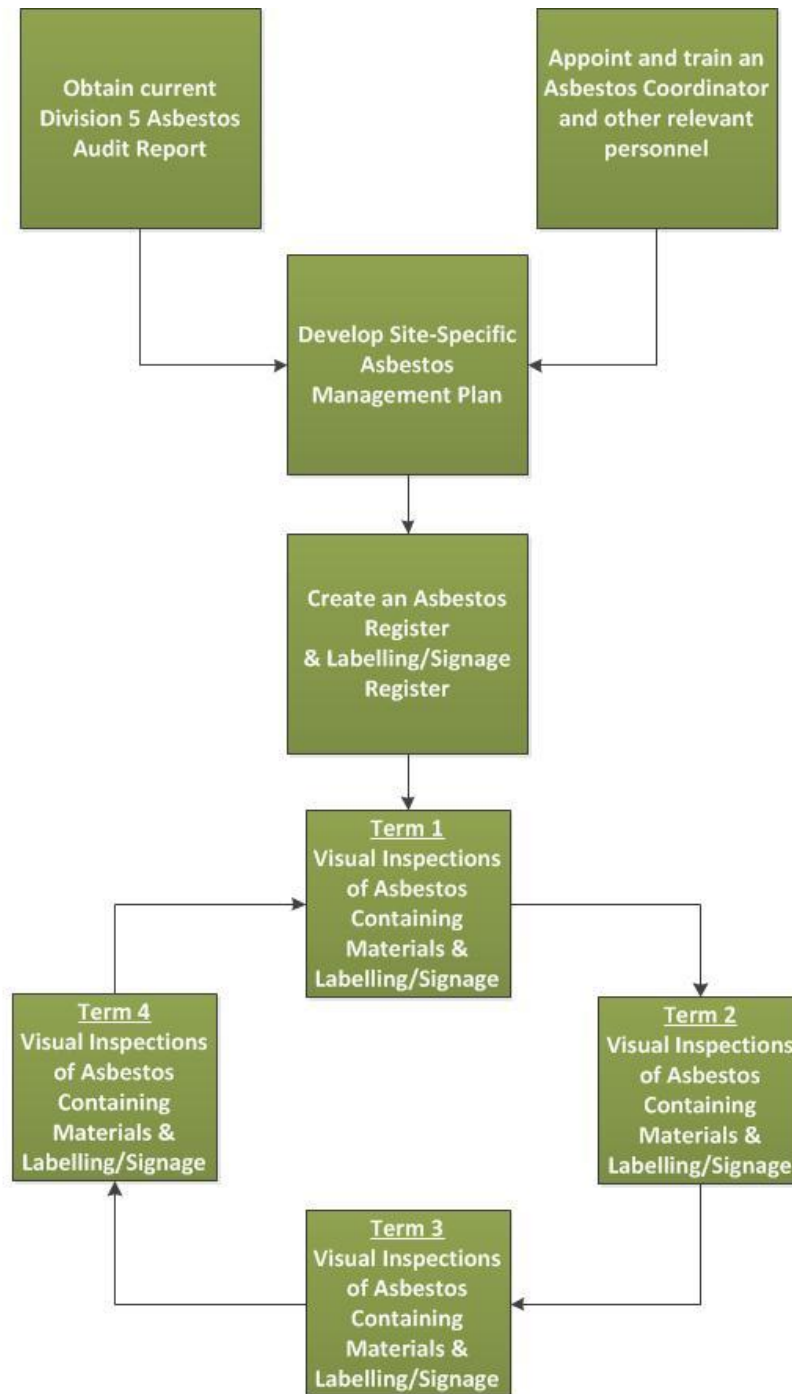 Obtain current
Division 5 Asbestos
Audit Report
Appoint and train an
Asbestos Coordinator
and other relevant
personnel
Develop Site-Specific
Asbestos
Management Plan
Create an Asbestos
Register
& Labelling/Signage
Register
Term 1
Visual Inspections
of Asbestos
Containing
Materials &
Labelling/Signage
Term 2
Visual Inspections
of Asbestos
Containing
Materials &
Labelling/Signage
Term 3
Visual Inspections
of Asbestos
Containing
Materials &
Labelling/Signage
Term 4
Visual Inspections
of Asbestos
Containing
Materials &
Labelling/Signage